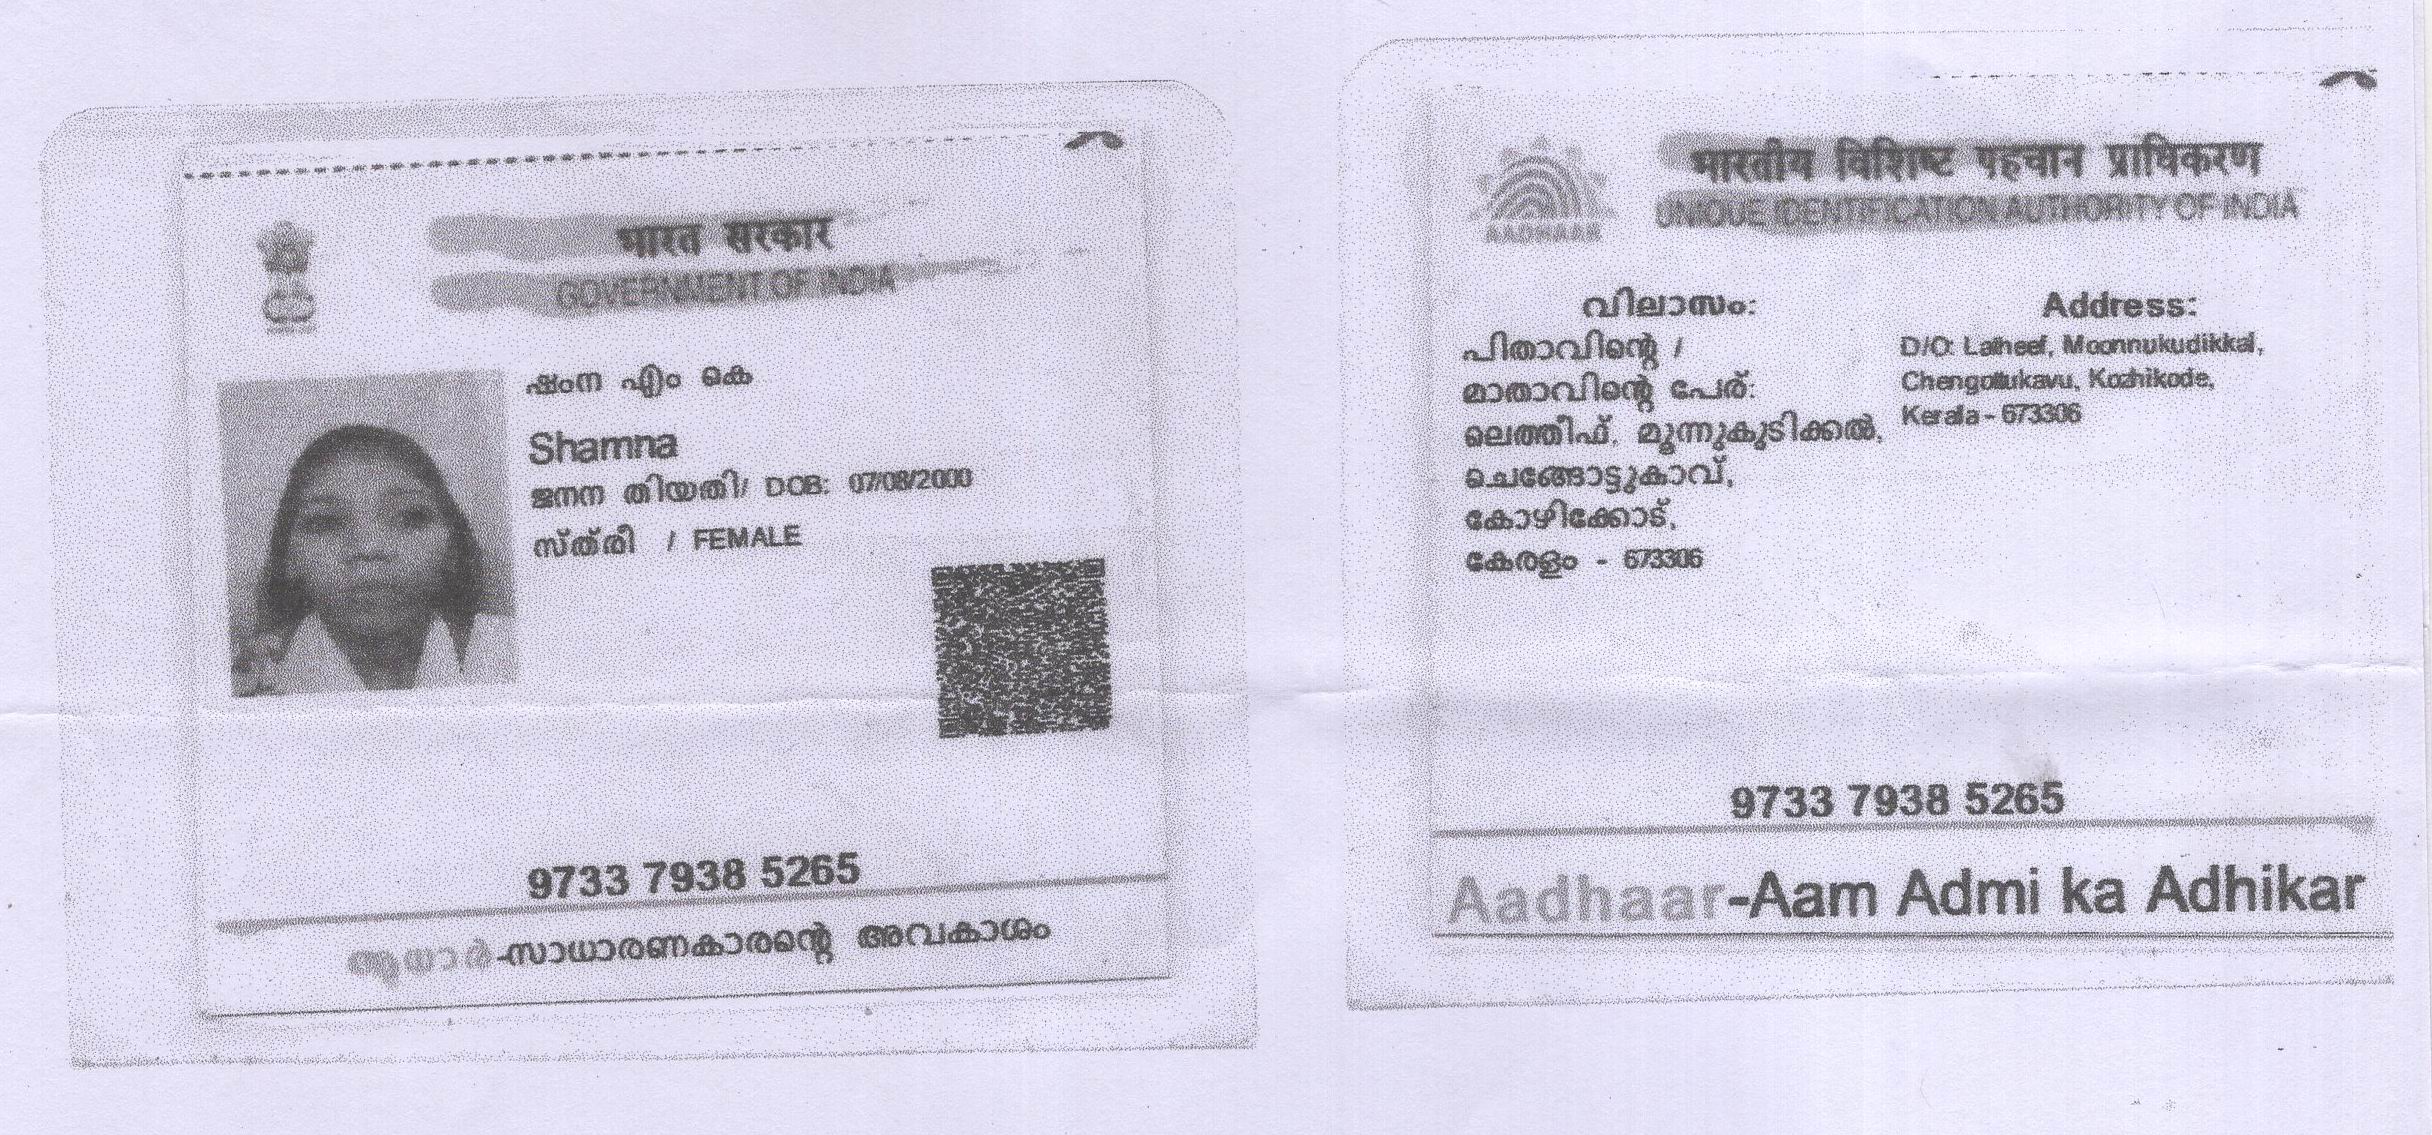 भारत सरकार
GOVERNMENT OF INDIA
ഷംന എം കെ
Shamna
ജനന തിയതി/ DOB: 07/08/2000
സ്ത്രീ / FEMALE
9733 7938 5265
-സാധാരണകാരന്റെ അവകാശം
भारतीय विशिष्ट पहचान प्राधिकरण
UNIQUE IDENTIFICATION AUTHORITY OF INDIA
AADHAAR
വിലാസം:
പിതാവിന്റെ /
മാതാവിന്റെ പേര്:
ലെത്തീഫ്, മൂന്നുകുടിക്കൽ,
ചെങ്ങോട്ടുകാവ്,
കോഴിക്കോട്,
കേരളം - 673306
Address:
D/O: Latheef, Moonnukudikkal,
Chengottukavu, Kozhikode,
Kerala - 673306
9733 7938 5265
Aadhaar-Aam Admi ka Adhikar